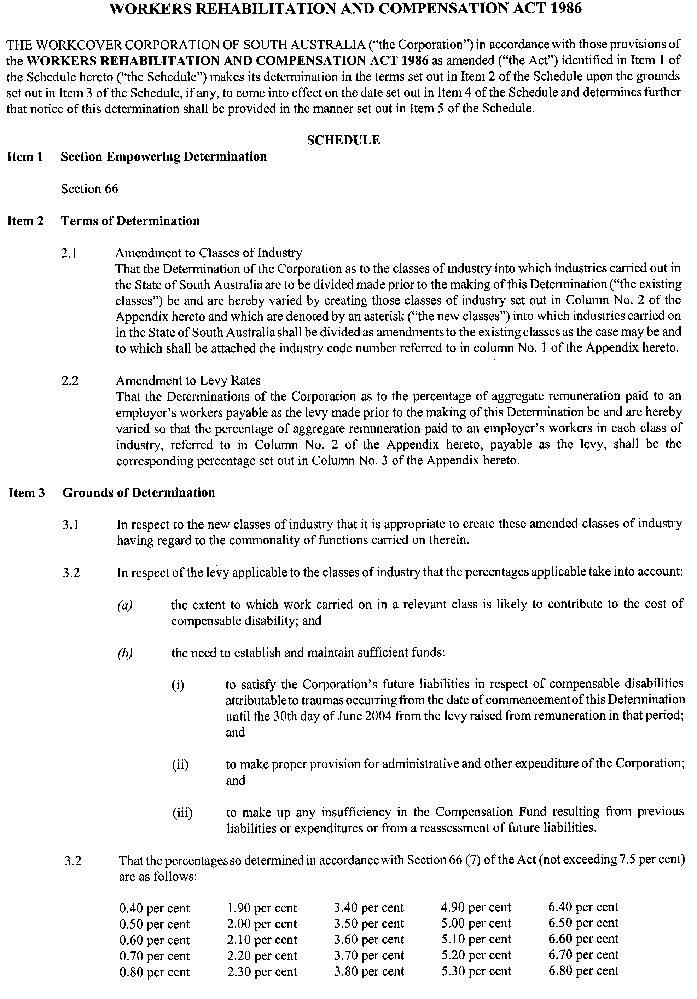 WORKERS REHABILITATION AND COMPENSATION ACT 1986
THE WORKCOVER CORPORATION OF SOUTH AUSTRALIA (“the Corporation”) in accordance with those provisions of
the WORKERS REHABILITATION AND COMPENSATION ACT 1986 as amended (“the Act”) identified in Item 1 of
the Schedule hereto (“the Schedule”) makes its determination in the terms set out in Item 2 of the Schedule upon the grounds
set out in Item 3 of the Schedule, if any, to come into effect on the date set out in Item 4 of the Schedule and determines further
that notice of this determination shall be provided in the manner set out in Item 5 of the Schedule.
SCHEDULE
Item 1 Section Empowering Determination
Section 66
Item 2 Terms of Determination
2.1 Amendment to Classes of Industry
That the Determination of the Corporation as to the classes of industry into which industries carried out in
the State of South Australia are to be divided made prior to the making of this Determination (“the existing
classes”) be and are hereby varied by creating those classes of industry set out in Column No. 2 of the
Appendix hereto and which are denoted by an asterisk (“the new classes”) into which industries carried on
in the State of South Australia shall be divided as amendments to the existing classes as the case may be and
to which shall be attached the industry code number referred to in column No. 1 of the Appendix hereto.
2.2 Amendment to Levy Rates
That the Determinations of the Corporation as to the percentage of aggregate remuneration paid to an
employer’s workers payable as the levy made prior to the making of this Determination be and are hereby
varied so that the percentage of aggregate remuneration paid to an employer’s workers in each class of
industry, referred to in Column No. 2 of the Appendix hereto, payable as the levy, shall be the
corresponding percentage set out in Column No. 3 of the Appendix hereto.
Item 3 Grounds of Determination
3.1 In respect to the new classes of industry that it is appropriate to create these amended classes of industry
having regard to the commonality of functions carried on therein.
3.2 In respect of the levy applicable to the classes of industry that the percentages applicable take into account:
(a) the extent to which work carried on in a relevant class is likely to contribute to the cost of
compensable disability; and
(b) the need to establish and maintain sufficient funds:
(i) to satisfy the Corporation’s future liabilities in respect of compensable disabilities
attributable to traumas occurring from the date of commencement of this Determination
until the 30th day of June 2004 from the levy raised from remuneration in that period;
and
(ii) to make proper provision for administrative and other expenditure of the Corporation;
and
(iii) to make up any insufficiency in the Compensation Fund resulting from previous
liabilities or expenditures or from a reassessment of future liabilities.
3.2 That the percentages so determined in accordance with Section 66 (7) of the Act (not exceeding 7.5 per cent)
are as follows:
0.40 per cent 1.90 per cent 3.40 per cent 4.90 per cent 6.40 per cent
0.50 per cent 2.00 per cent 3.50 per cent 5.00 per cent 6.50 per cent
0.60 per cent 2.10 per cent 3.60 per cent 5.10 per cent 6.60 per cent
0.70 per cent 2.20 per cent 3.70 per cent 5.20 per cent 6.70 per cent
0.80 per cent 2.30 per cent 3.80 per cent 5.30 per cent 6.80 per cent